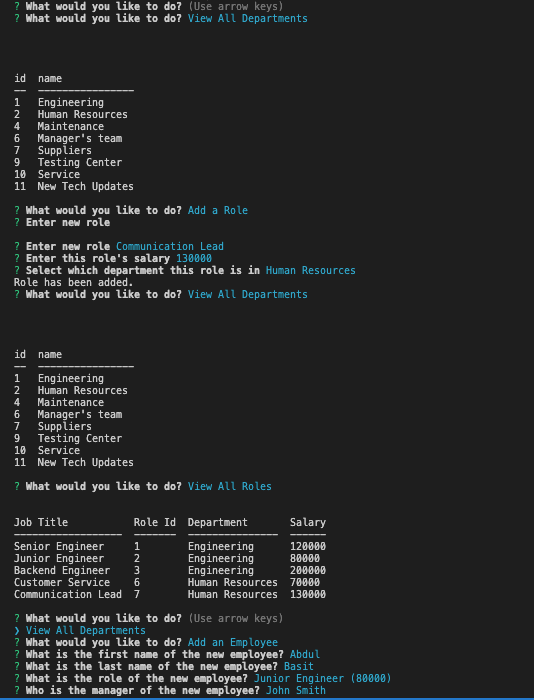 ? What would you like to do? (Use arrow keys)
? What would you like to do? View All Departments
id  name
--  ----------------
1   Engineering
2   Human Resources
4   Maintenance
6   Manager's team
7   Suppliers
9   Testing Center
10  Service
11  New Tech Updates
? What would you like to do? Add a Role
? Enter new role
? Enter new role Communication Lead
? Enter this role's salary 130000
? Select which department this role is in Human Resources
Role has been added.
? What would you like to do? View All Departments
id  name
--  ----------------
1   Engineering
2   Human Resources
4   Maintenance
6   Manager's team
7   Suppliers
9   Testing Center
10  Service
11  New Tech Updates
? What would you like to do? View All Roles
Job Title           Role Id  Department       Salary
------------------  -------  ---------------  ------
Senior Engineer     1        Engineering      120000
Junior Engineer     2        Engineering      80000
Backend Engineer    3        Engineering      200000
Customer Service    6        Human Resources  70000
Communication Lead  7        Human Resources  130000
? What would you like to do? (Use arrow keys)
❯ View All Departments
? What would you like to do? Add an Employee
? What is the first name of the new employee? Abdul
? What is the last name of the new employee? Basit
? What is the role of the new employee? Junior Engineer (80000)
? Who is the manager of the new employee? John Smith